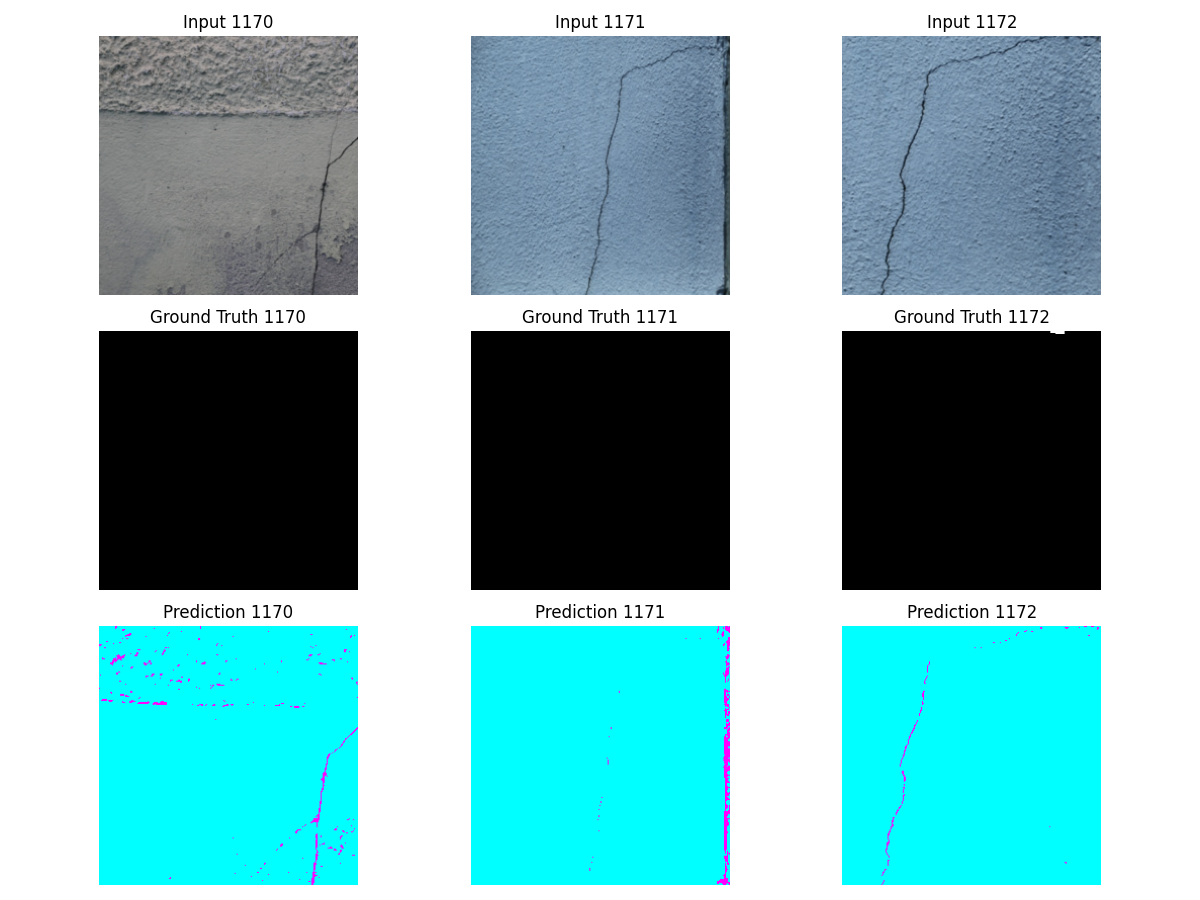 Input 1170
Input 1171
Input 1172
Ground Truth 1170
Ground Truth 1171
Ground Truth 1172
Prediction 1170
Prediction 1171
Prediction 1172